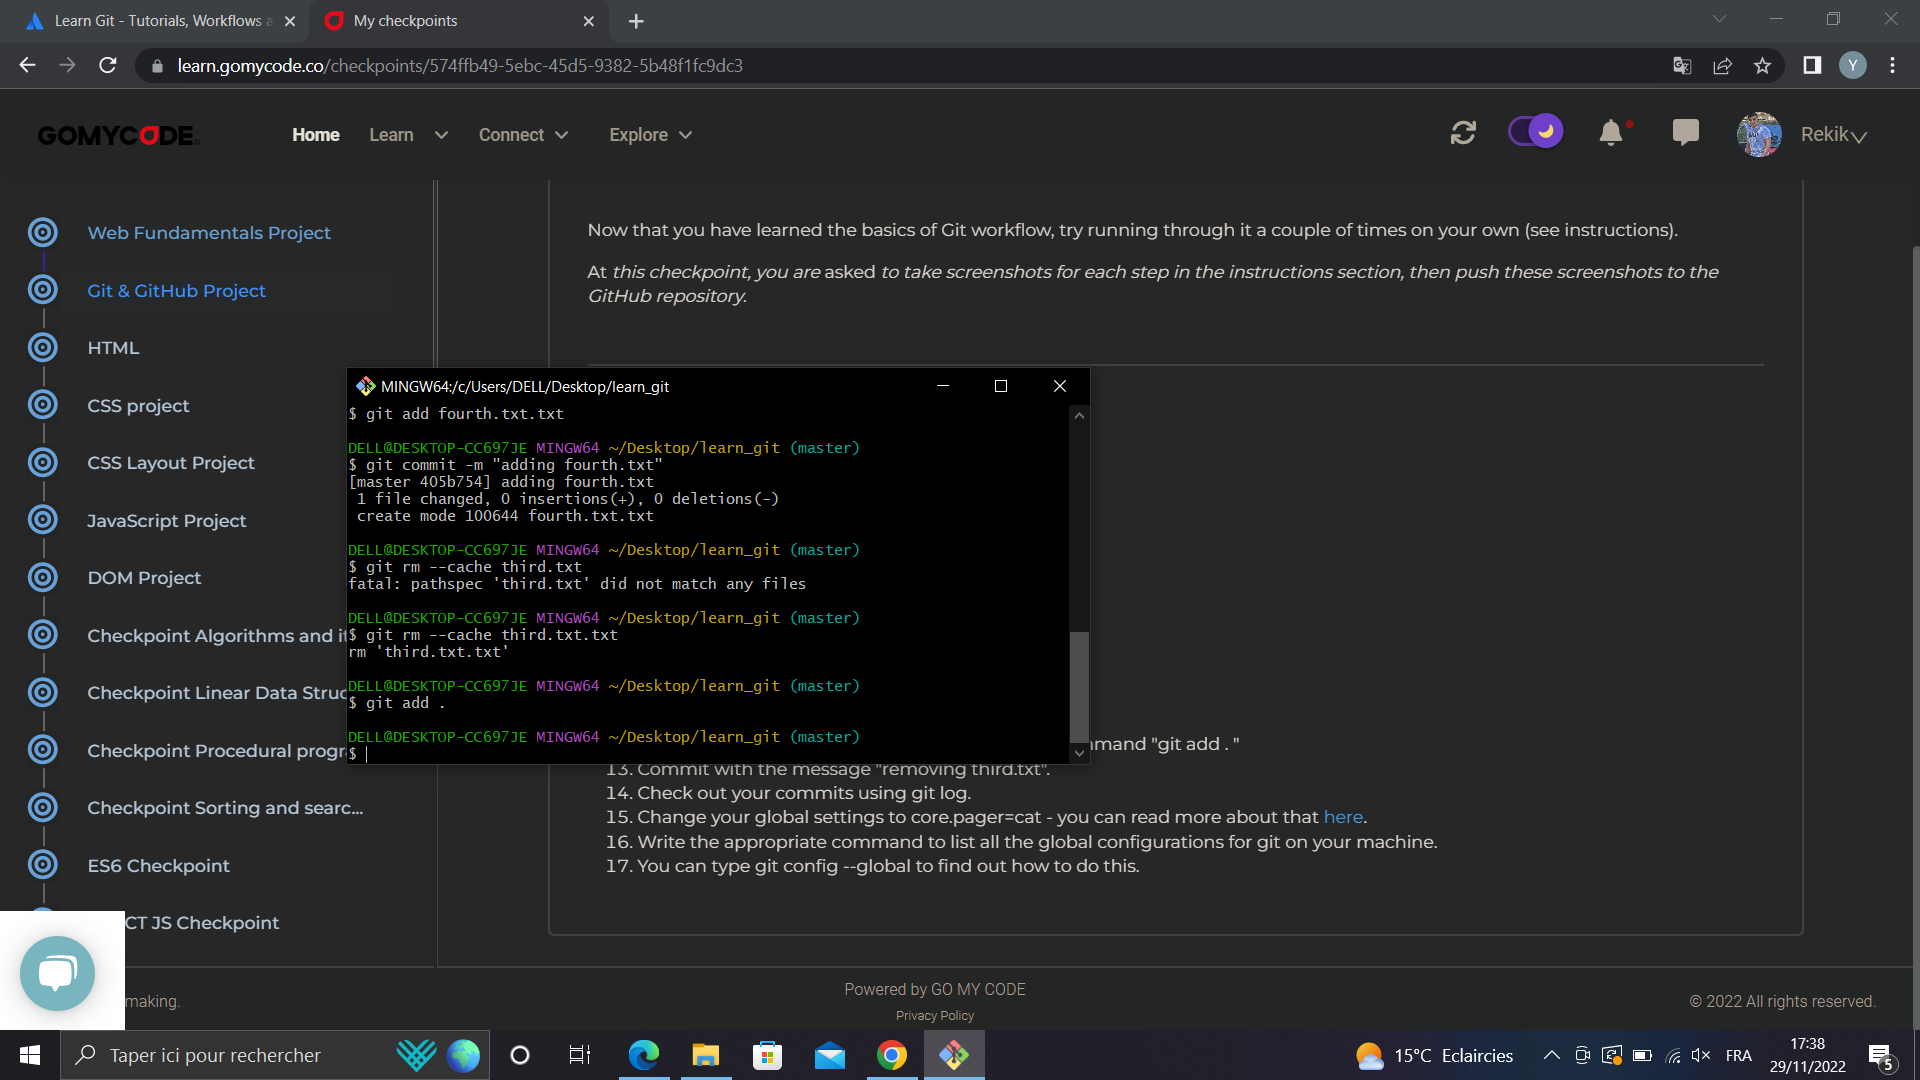 Learn Git - Tutorials, Workflows a
My checkpoints
learn.gomycode.co/checkpoints/574ffb49-5ebc-45d5-9382-5b48f1fc9dc3
Y
GOMYCODE
Home
Learn
Connect
Explore
Rekik
Web Fundamentals Project
Git & GitHub Project
HTML
CSS project
CSS Layout Project
JavaScript Project
DOM Project
Checkpoint Algorithms and it
Checkpoint Linear Data Struc
Checkpoint Procedural progra
Checkpoint Sorting and searc...
ES6 Checkpoint
CT JS Checkpoint
Now that you have learned the basics of Git workflow, try running through it a couple of times on your own (see instructions).
At this checkpoint, you are asked to take screenshots for each step in the instructions section, then push these screenshots to the
GitHub repository.
MINGW64:/c/Users/DELL/Desktop/learn_git
$ git add fourth.txt.txt
DELL@DESKTOP-CC697JE MINGW64 ~/Desktop/learn_git (master)
$ git commit -m "adding fourth.txt"
[master 405b754] adding fourth.txt
1 file changed, 0 insertions(+), 0 deletions(-)
create mode 100644 fourth.txt.txt
DELL@DESKTOP-CC697JE MINGW64 ~/Desktop/learn_git (master)
$ git rm --cache third.txt
fatal: pathspec 'third.txt' did not match any files
DELL@DESKTOP-CC697JE MINGW64 ~/Desktop/learn_git (master)
$ git rm --cache third.txt.txt
rm 'third.txt.txt'
DELL@DESKTOP-CC697JE MINGW64 ~/Desktop/learn_git (master)
$ git add .
DELL@DESKTOP-CC697JE MINGW64 ~/Desktop/learn_git (master)
$
mmand "git add . "
13. Commit with the message "removing third.txt".
14. Check out your commits using git log.
15. Change your global settings to core.pager=cat - you can read more about that here.
16. Write the appropriate command to list all the global configurations for git on your machine.
17. You can type git config --global to find out how to do this.
making.
Powered by GO MY CODE
Privacy Policy
© 2022 All rights reserved.
Taper ici pour rechercher
15°C Eclaircies
FRA
17:38
29/11/2022
5